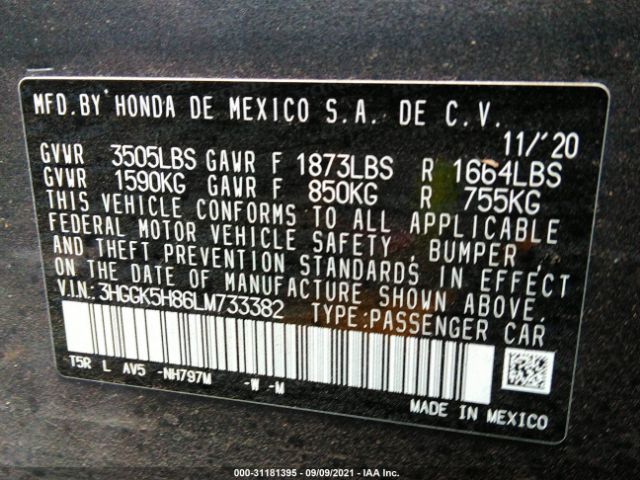 MFD. BY HONDA DE MEXICO S.A. DE C.V.
11/'20
GVWR 3505LBS GAWR F 1873LBS R 1664LBS
GVWR 1590KG GAWR F 850KG R 755KG
THIS VEHICLE CONFORMS TO ALL APPLICABLE
FEDERAL MOTOR VEHICLE SAFETY, BUMPER,
AND THEFT PREVENTION STANDARDS IN EFFECT
ON THE DATE OF MANUFACTURE SHOWN ABOVE.
V.I.N.: 3HGGK5H86LM733382 TYPE:PASSENGER CAR
T5R L AV5 -NH797M -W -M
MADE IN MEXICO
000-31181395 - 09/09/2021 - IAA Inc.